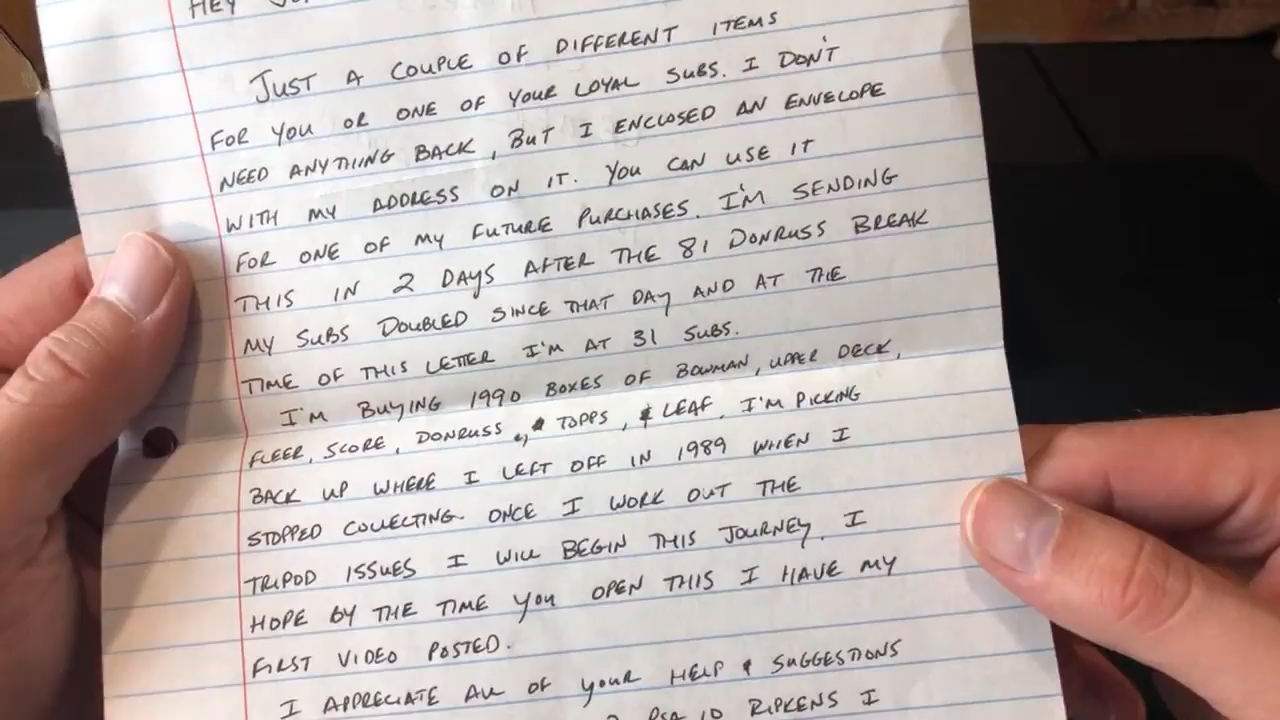 HEY
JUST A COUPLE OF DIFFERENT ITEMS
FOR YOU OR ONE OF YOUR LOYAL SUBS. I DON'T
NEED ANYTHING BACK, BUT I ENCLOSED AN ENVELOPE
WITH MY ADDRESS ON IT. YOU CAN USE IT
FOR ONE OF MY FUTURE PURCHASES. I'M SENDING
THIS IN 2 DAYS AFTER THE 81 DONRUSS BREAK
MY SUBS DOUBLED SINCE THAT DAY AND AT THE
TIME OF THIS LETTER I'M AT 31 SUBS.
I'M BUYING 1990 BOXES OF BOWMAN, UPPER DECK,
FLEER, SCORE, DONRUSS, TOPPS, & LEAF. I'M PICKING
BACK UP WHERE I LEFT OFF IN 1989 WHEN I
STOPPED COLLECTING. ONCE I WORK OUT THE
TRIPOD ISSUES I WILL BEGIN THIS JOURNEY. I
HOPE BY THE TIME YOU OPEN THIS I HAVE MY
FIRST VIDEO POSTED.
I APPRECIATE ALL OF YOUR HELP & SUGGESTIONS
PSA 10 RIPKENS I